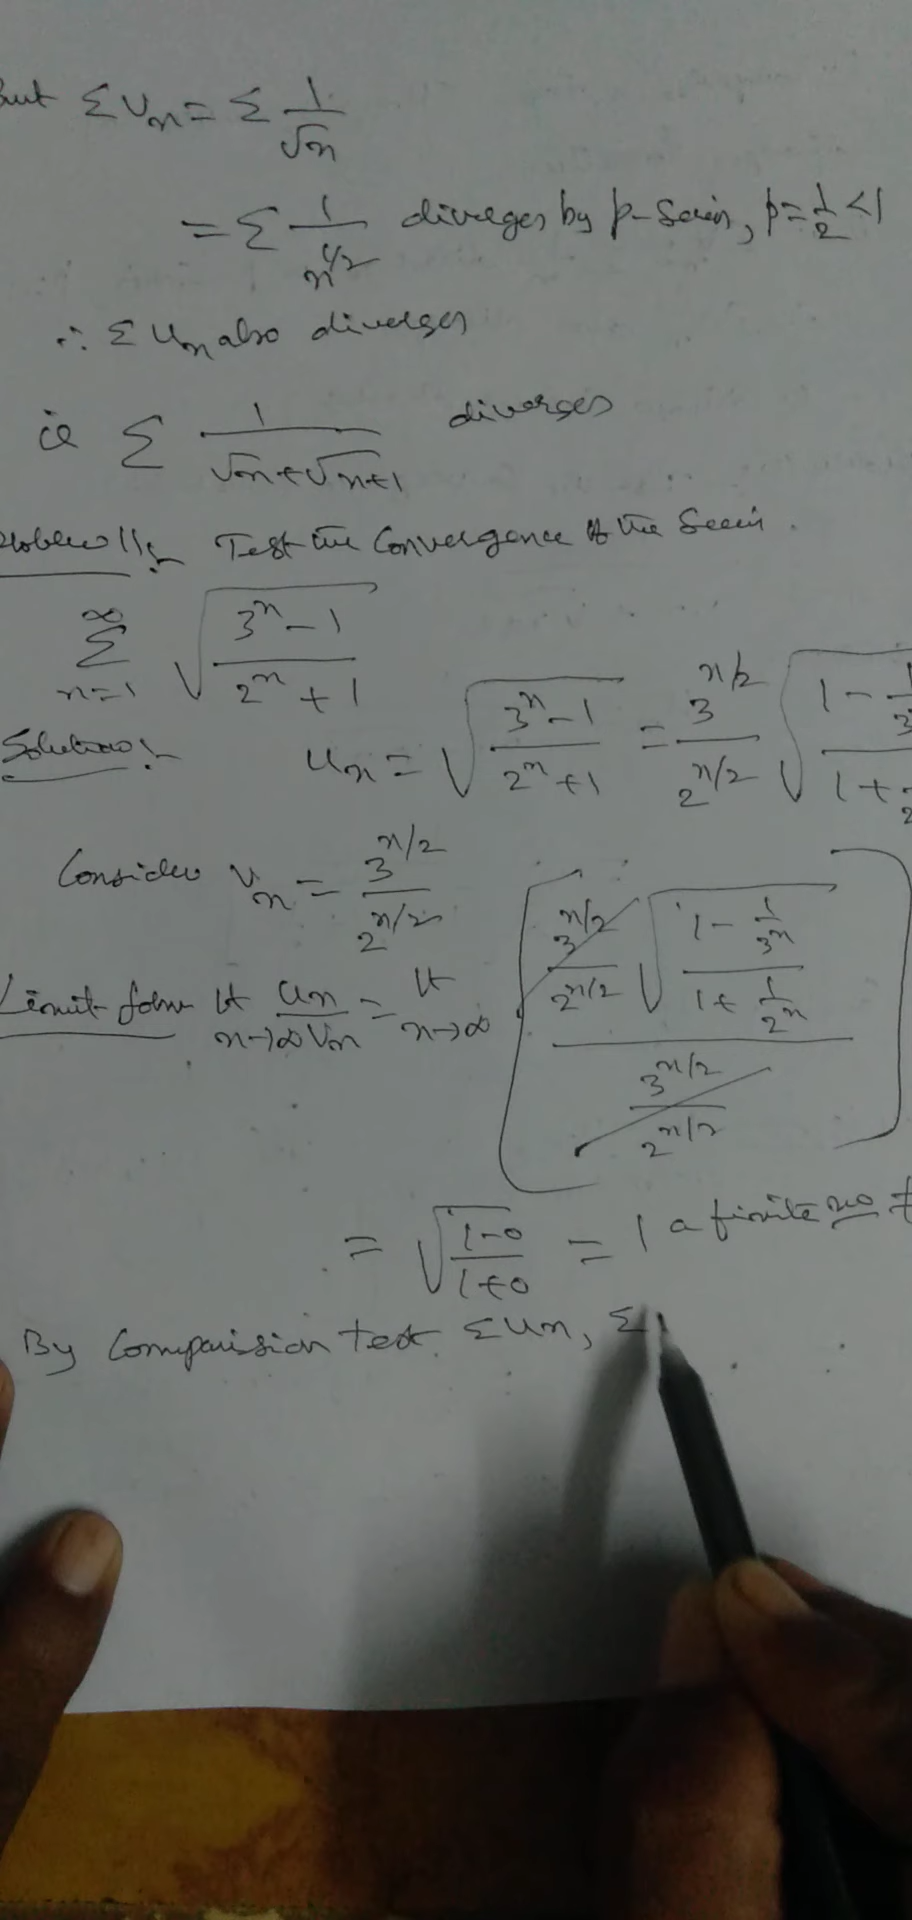 But Σ Vn = Σ 1/√n
= Σ 1/n^1/2 diverges by p-Series, p = 1/2 < 1
∴ Σ Un also diverges
ie Σ 1/(√n+√n+1) diverges
Problem 11:- Test the Convergence of the Series.
∞ Σ n=1 √((3^n - 1)/(2^n + 1))
Solution:- Un = √((3^n - 1)/(2^n + 1)) = 3^n/2 / 2^n/2 √((1 - 1/3)/(1 + 1/2))
Consider Vn = 3^n/2 / 2^n/2
Limit form lt n→∞ Un/Vn = lt n→∞ [ (3^n/2 / 2^n/2 √((1 - 1/3^n)/(1 + 1/2^n))) / (3^n/2 / 2^n/2) ]
= √((1-0)/(1+0)) = 1 a finite no ≠
By Comparision test Σ Un, Σ